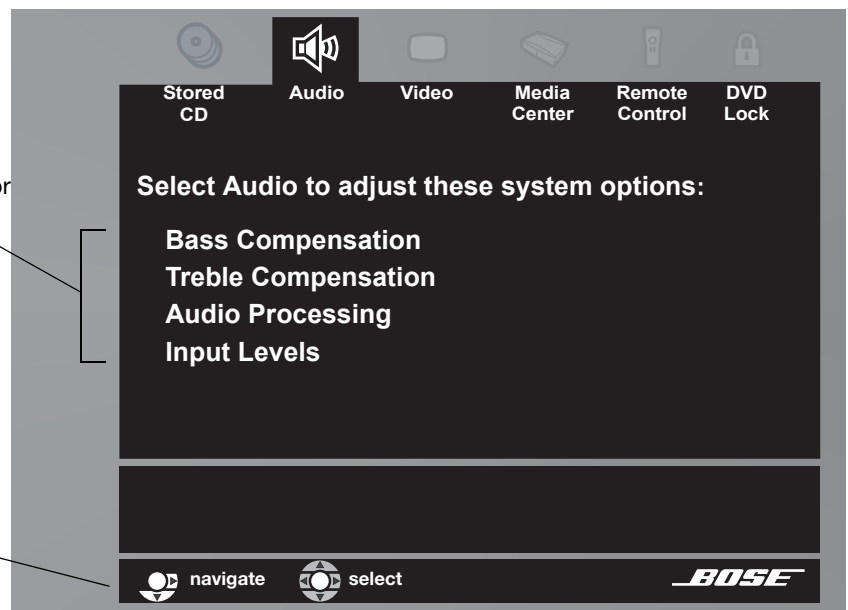 Stored CD
Audio
Video
Media Center
Remote Control
DVD Lock
or
Select Audio to adjust these system options:
Bass Compensation
Treble Compensation
Audio Processing
Input Levels
navigate
select
BOSE